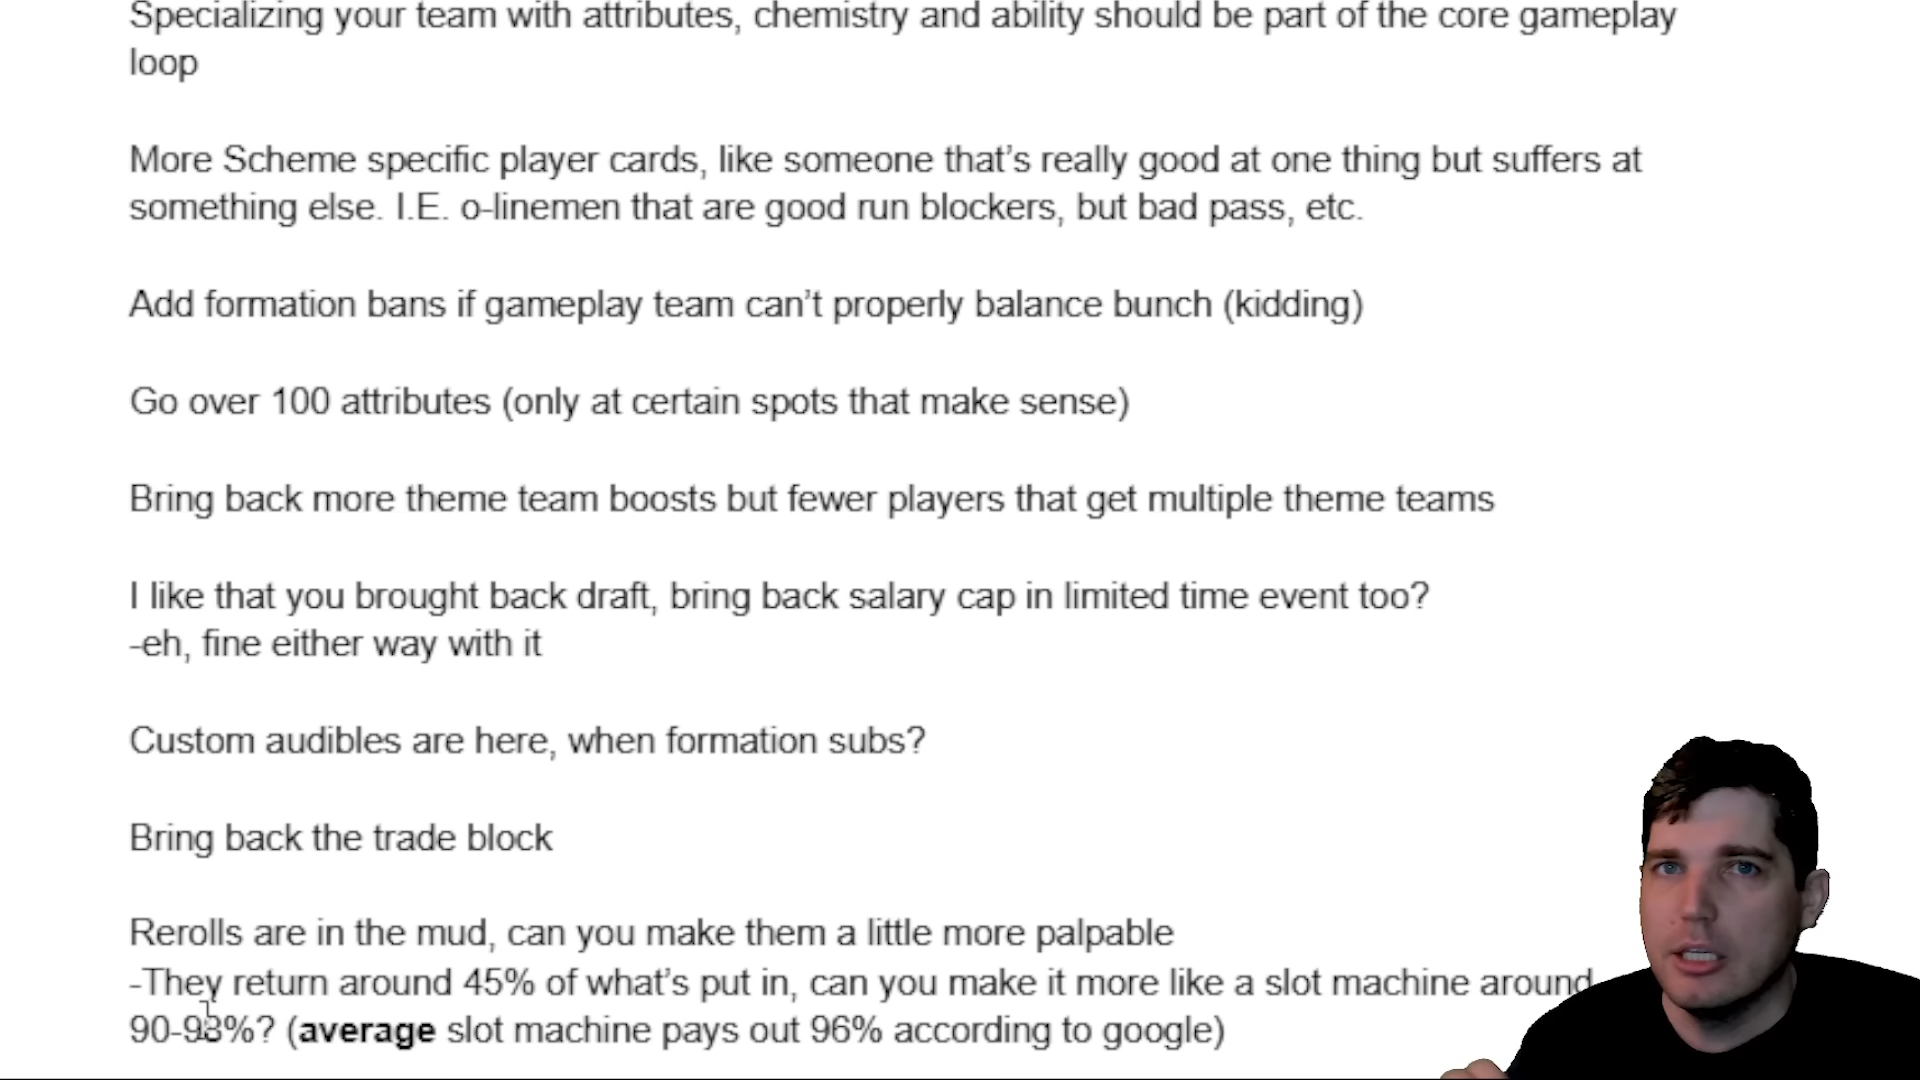 Specializing your team with attributes, chemistry and ability should be part of the core gameplay
loop
More Scheme specific player cards, like someone that's really good at one thing but suffers at
something else. I.E. o-linemen that are good run blockers, but bad pass, etc.
Add formation bans if gameplay team can't properly balance bunch (kidding)
Go over 100 attributes (only at certain spots that make sense)
Bring back more theme team boosts but fewer players that get multiple theme teams
I like that you brought back draft, bring back salary cap in limited time event too?
-eh, fine either way with it
Custom audibles are here, when formation subs?
Bring back the trade block
Rerolls are in the mud, can you make them a little more palpable
-They return around 45% of what's put in, can you make it more like a slot machine around
90-93%? (average slot machine pays out 96% according to google)